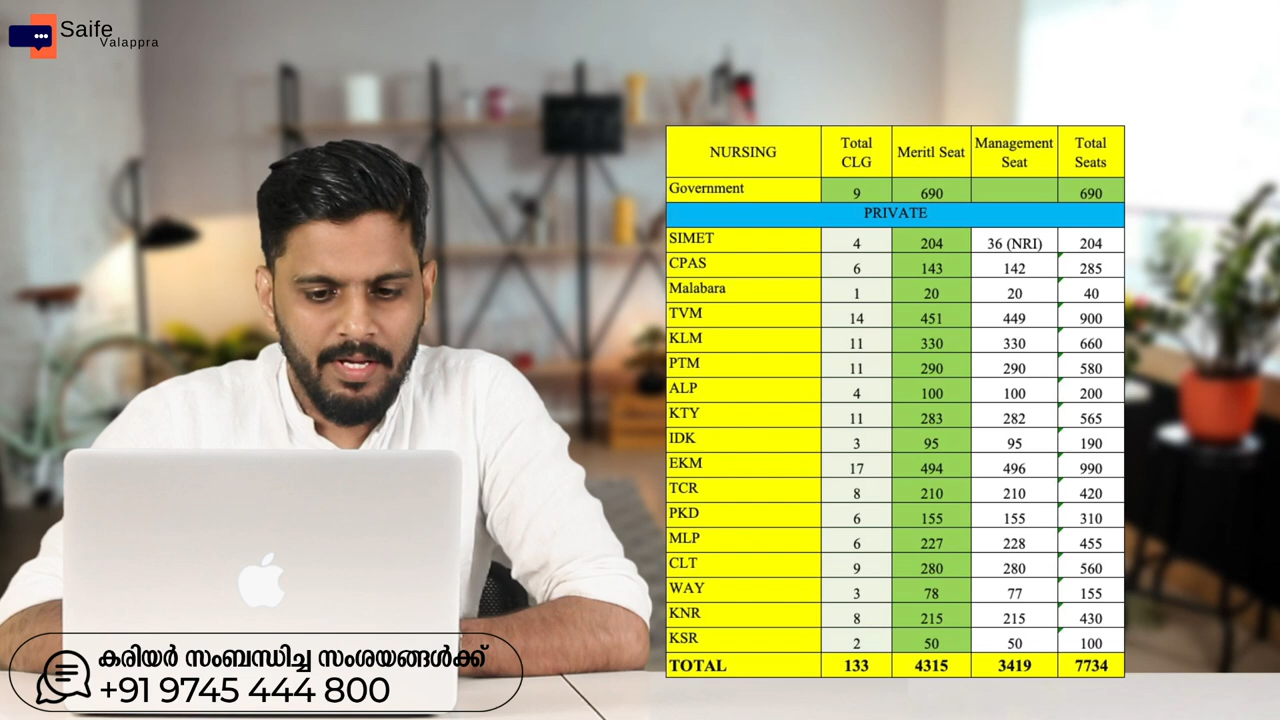 Saife
Valappra
NURSING Total CLG Meritl Seat Management Seat Total Seats
Government 9 690 690
PRIVATE
SIMET 4 204 36 (NRI) 204
CPAS 6 143 142 285
Malabara 1 20 20 40
TVM 14 451 449 900
KLM 11 330 330 660
PTM 11 290 290 580
ALP 4 100 100 200
KTY 11 283 282 565
IDK 3 95 95 190
EKM 17 494 496 990
TCR 8 210 210 420
PKD 6 155 155 310
MLP 6 227 228 455
CLT 9 280 280 560
WAY 3 78 77 155
KNR 8 215 215 430
KSR 2 50 50 100
TOTAL 133 4315 3419 7734
കരിയർ സംബന്ധിച്ച സംശയങ്ങൾക്ക്
+91 9745 444 800